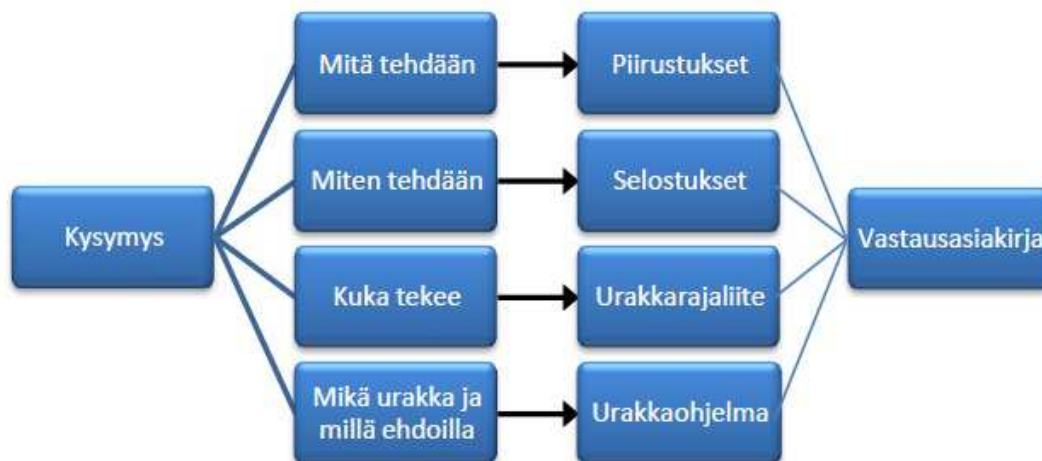 Kysymys
Mitä tehdään
Piirustukset
Miten tehdään
Selostukset
Kuka tekee
Urakkarajaliite
Mikä urakka ja
millä ehdoilla
Urakkaohjelma
Vastausasiakirja